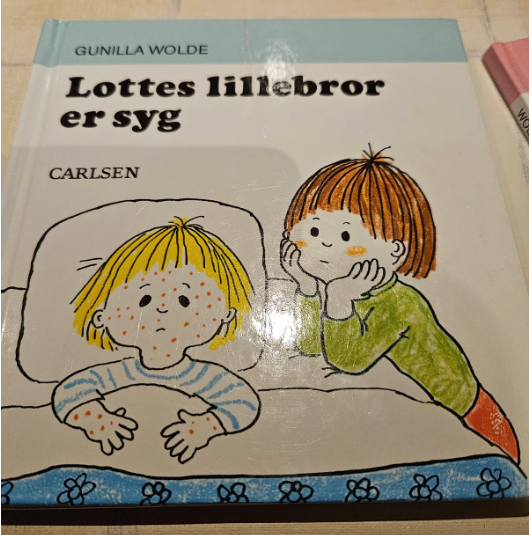 GUNILLA WOLDE
Lottes lillebror
er syg
CARLSEN